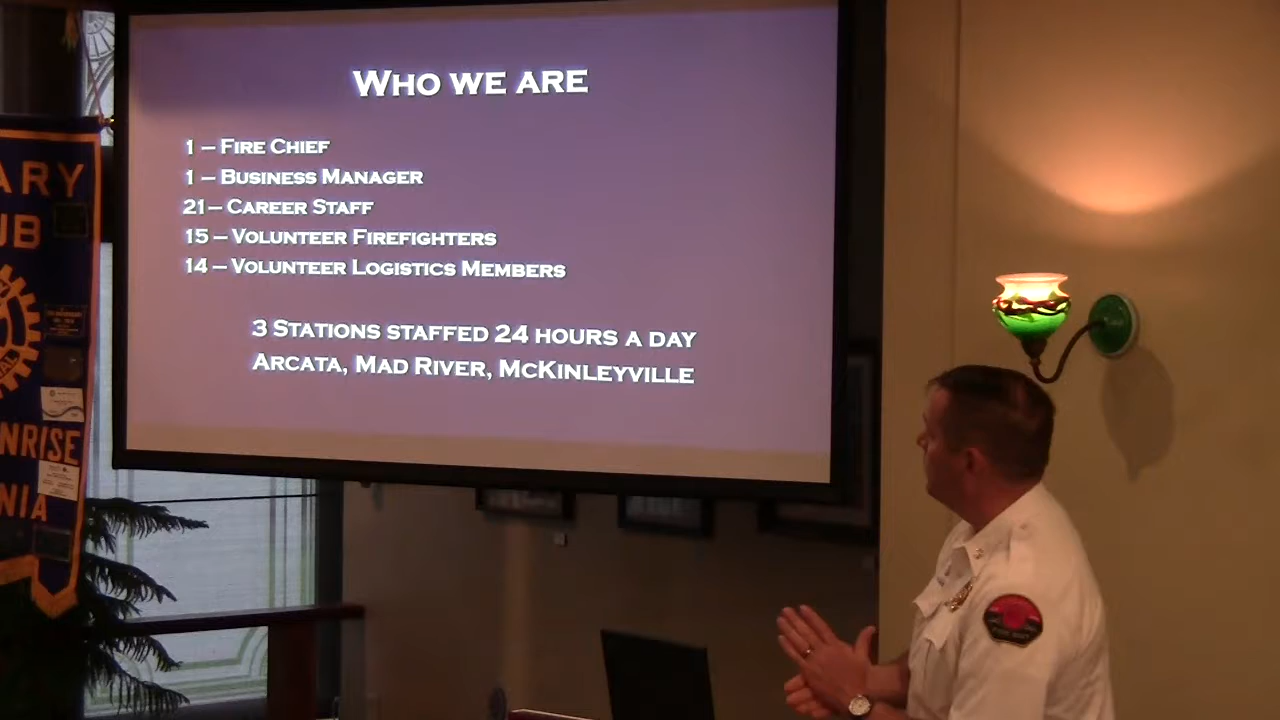 WHO WE ARE
1 – FIRE CHIEF
1 – BUSINESS MANAGER
21– CAREER STAFF
15 – VOLUNTEER FIREFIGHTERS
14 – VOLUNTEER LOGISTICS MEMBERS
3 STATIONS STAFFED 24 HOURS A DAY
ARCATA, MAD RIVER, MCKINLEYVILLE
ARY
UB
NRISE
NIA